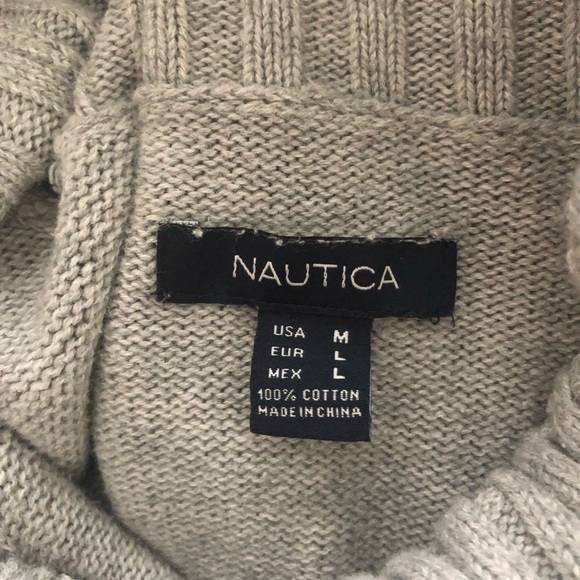 NAUTICA
USA M
EUR L
MEX L
100% COTTON
MADE IN CHINA